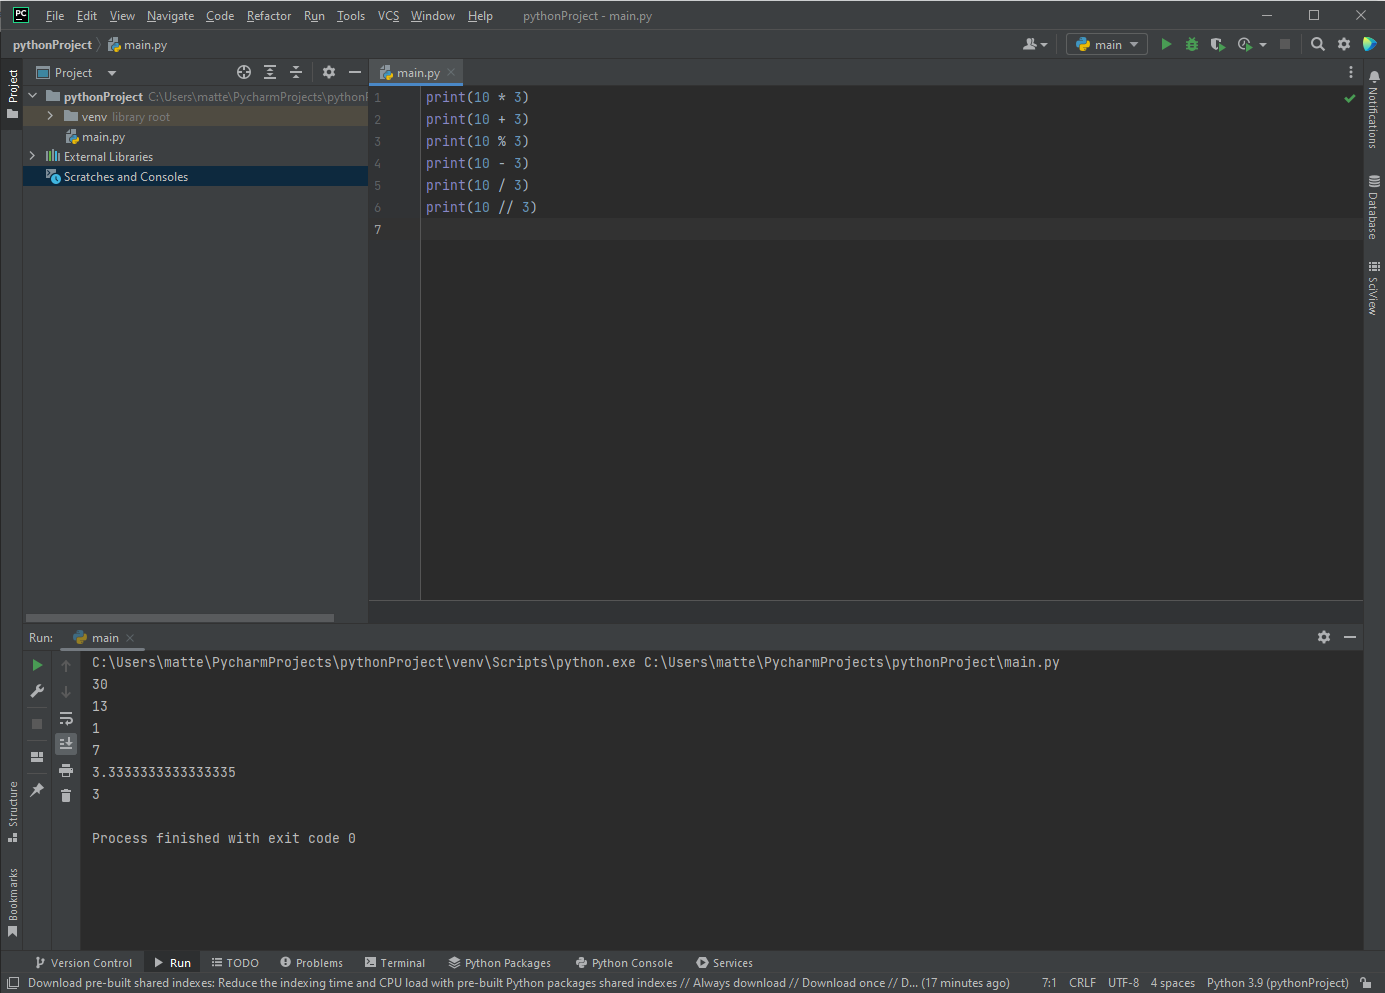 PC File Edit View Navigate Code Refactor Run Tools VCS Window Help pythonProject - main.py
pythonProject main.py main
Project
Project main.py
pythonProject C:\Users\matte\PycharmProjects\python
venv library root
main.py
External Libraries
Scratches and Consoles
1 print(10 * 3)
2 print(10 + 3)
3 print(10 % 3)
4 print(10 - 3)
5 print(10 / 3)
6 print(10 // 3)
7
Notifications
Database
SciView
Run: main
C:\Users\matte\PycharmProjects\pythonProject\venv\Scripts\python.exe C:\Users\matte\PycharmProjects\pythonProject\main.py
30
13
1
7
3.3333333333333335
3
Process finished with exit code 0
Structure
Bookmarks
Version Control Run TODO Problems Terminal Python Packages Python Console Services
Download pre-built shared indexes: Reduce the indexing time and CPU load with pre-built Python packages shared indexes // Always download // Download once // D... (17 minutes ago) 7:1 CRLF UTF-8 4 spaces Python 3.9 (pythonProject)